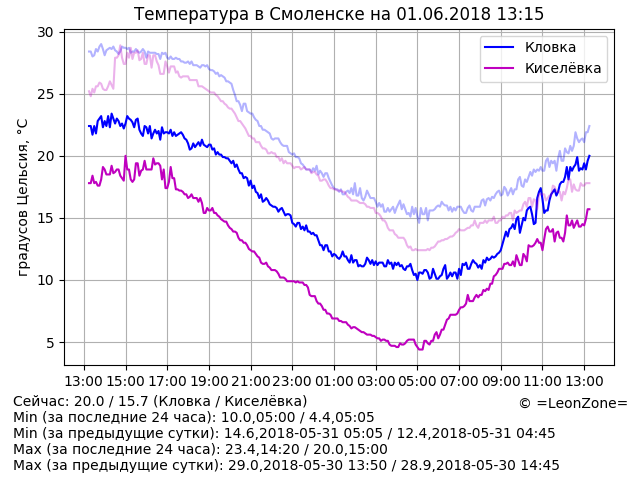 Температура в Смоленске на 01.06.2018 13:15
Кловка
Киселёвка
градусов Цельсия, °C
30
25
20
15
10
5
13:00 15:00 17:00 19:00 21:00 23:00 01:00 03:00 05:00 07:00 09:00 11:00 13:00
Сейчас: 20.0 / 15.7 (Кловка / Киселёвка)
© =LeonZone=
Min (за последние 24 часа): 10.0,05:00 / 4.4,05:05
Min (за предыдущие сутки): 14.6,2018-05-31 05:05 / 12.4,2018-05-31 04:45
Max (за последние 24 часа): 23.4,14:20 / 20.0,15:00
Max (за предыдущие сутки): 29.0,2018-05-30 13:50 / 28.9,2018-05-30 14:45